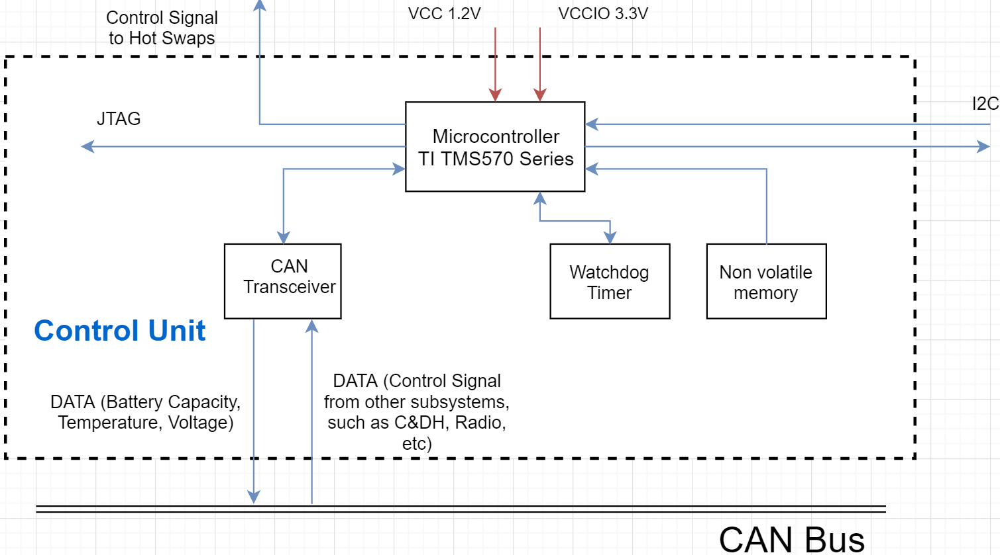 Control Signal
to Hot Swaps
VCC 1.2V
VCCIO 3.3V
I2C
JTAG
Microcontroller
TI TMS570 Series
CAN
Transceiver
Watchdog
Timer
Non volatile
memory
Control Unit
DATA (Battery Capacity,
Temperature, Voltage)
DATA (Control Signal
from other subsystems,
such as C&DH, Radio,
etc)
CAN Bus